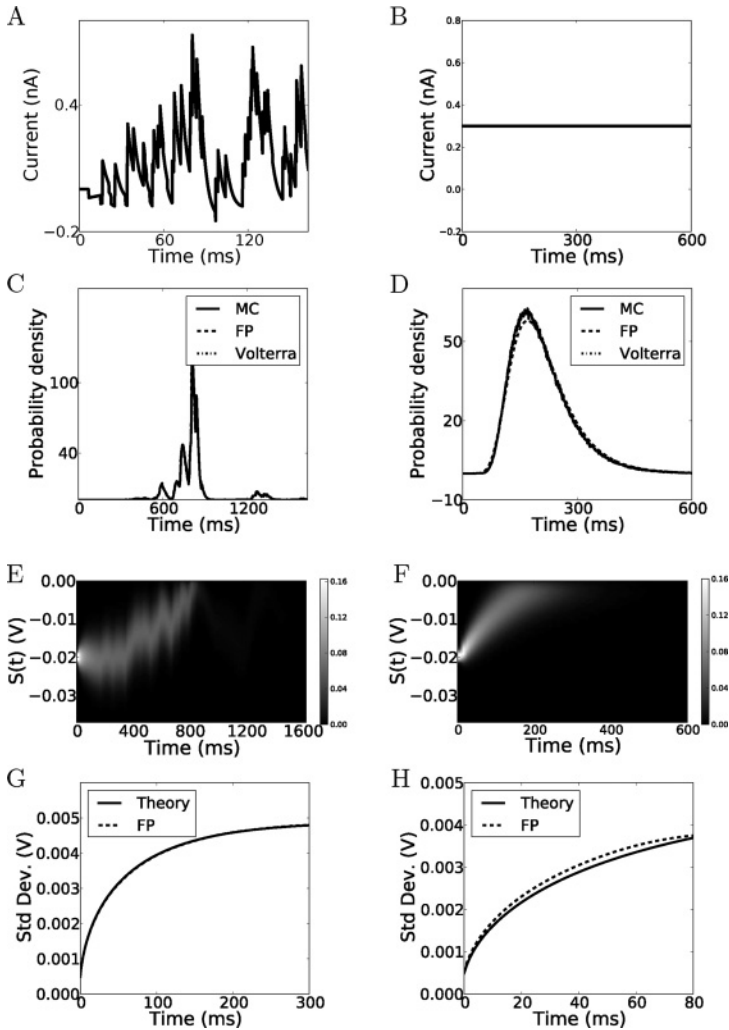 A
Current (nA)
0.4
−0.2
0
60
120
Time (ms)
B
Current (nA)
0.8
0.6
0.4
0.2
0.0
−0.2
0
300
600
Time (ms)
C
Probability density
100
40
MC
FP
Volterra
0
600
1200
Time (ms)
D
Probability density
50
20
−10
MC
FP
Volterra
0
300
600
Time (ms)
E
S(t) (V)
0.00
−0.01
−0.02
−0.03
0
400
800
1200
1600
Time (ms)
0.16
0.12
0.08
0.04
0.00
F
S(t) (V)
0.00
−0.01
−0.02
−0.03
0
200
400
600
Time (ms)
0.16
0.12
0.08
0.04
0.00
G
Std Dev. (V)
0.005
0.004
0.003
0.002
0.001
0.000
Theory
FP
0
100
200
300
Time (ms)
H
Std Dev. (V)
0.005
0.004
0.003
0.002
0.001
0.000
Theory
FP
0
20
40
60
80
Time (ms)